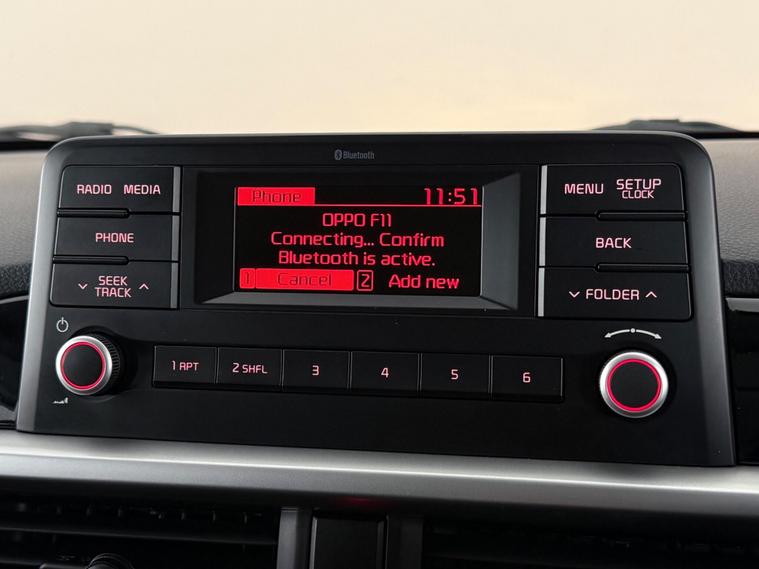 Bluetooth
RADIO MEDIA
PHONE
SEEK
TRACK
Phone 11:51
OPPO F11
Connecting... Confirm
Bluetooth is active.
1 Cancel 2 Add new
MENU SETUP
CLOCK
BACK
FOLDER
1 RPT 2 SHFL 3 4 5 6